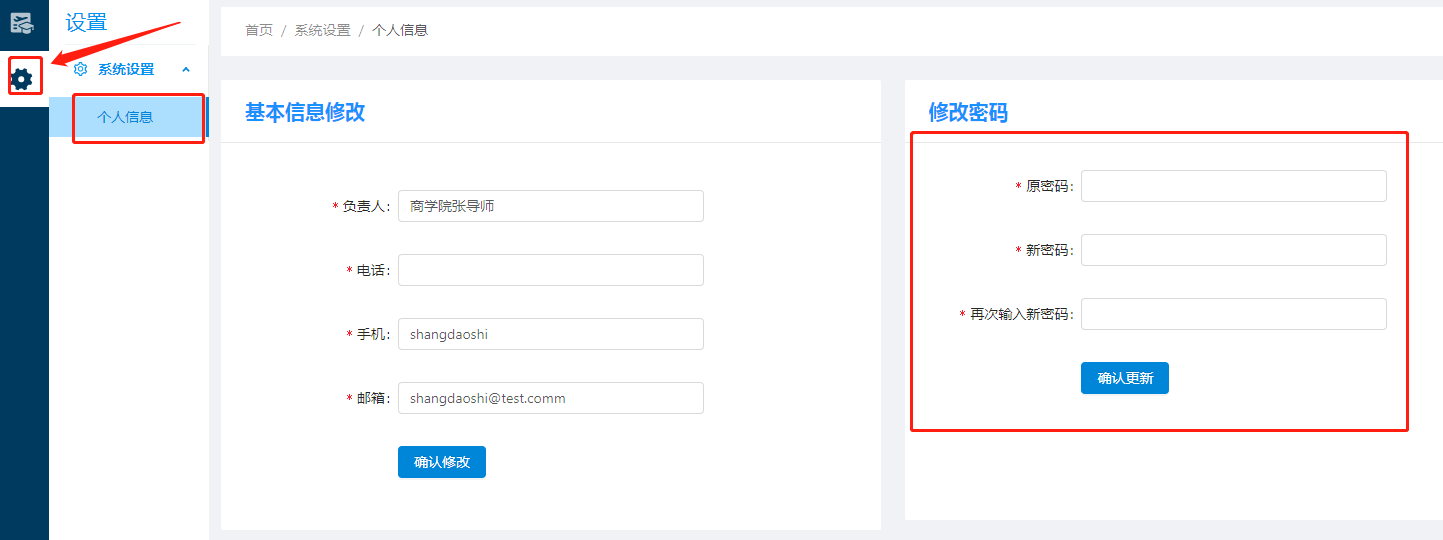 设置
系统设置
个人信息
首页 / 系统设置 / 个人信息
基本信息修改
* 负责人: 商学院张导师
* 电话:
* 手机: shangdaoshi
* 邮箱: shangdaoshi@test.comm
确认修改
修改密码
* 原密码:
* 新密码:
* 再次输入新密码:
确认更新